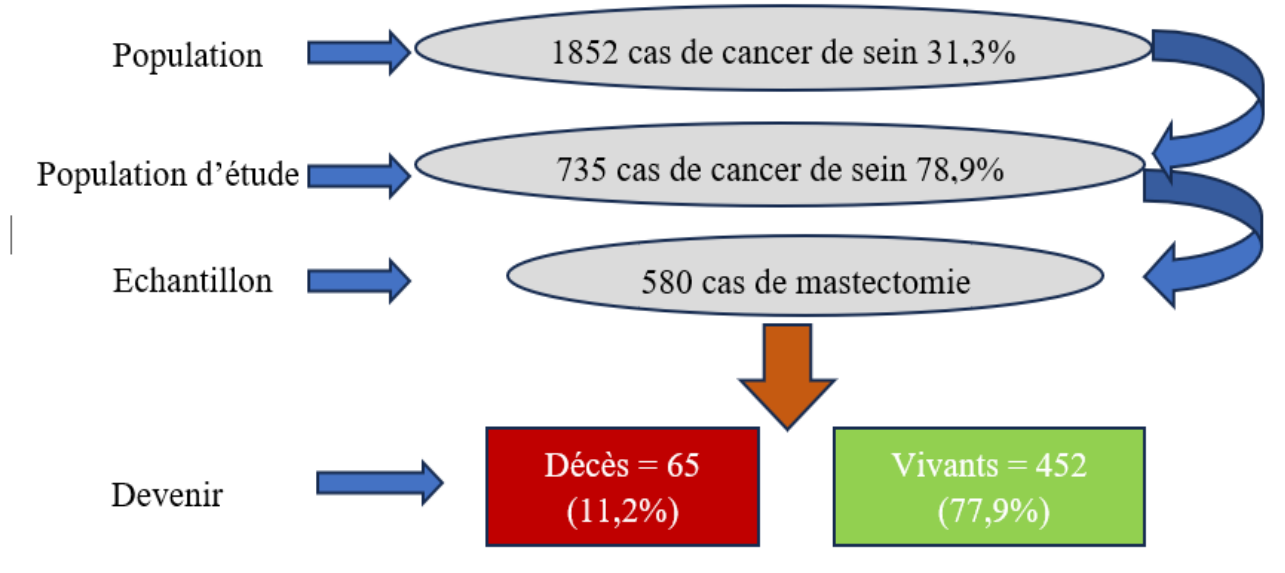 Population
1852 cas de cancer de sein 31,3%
Population d’étude
735 cas de cancer de sein 78,9%
Echantillon
580 cas de mastectomie
Devenir
Décès = 65
(11,2%)
Vivants = 452
(77,9%)